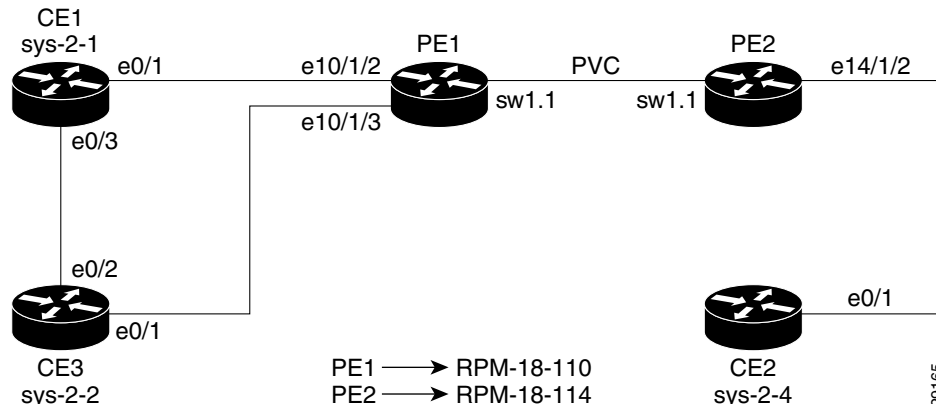 CE1
sys-2-1
e0/1
e10/1/2
PE1
PVC
PE2
e14/1/2
sw1.1
sw1.1
e10/1/3
e0/3
e0/2
e0/1
CE3
sys-2-2
PE1 → RPM-18-110
PE2 → RPM-18-114
e0/1
CE2
sys-2-4